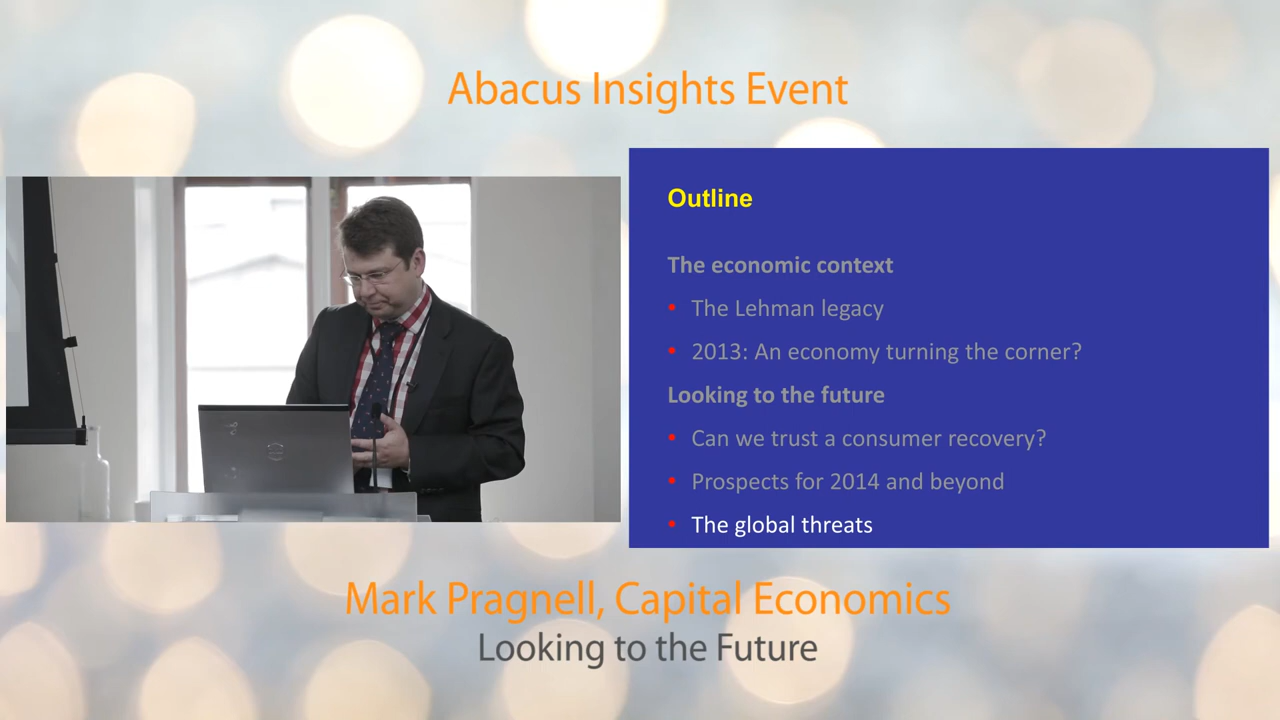 Abacus Insights Event
Outline
The economic context
• The Lehman legacy
• 2013: An economy turning the corner?
Looking to the future
• Can we trust a consumer recovery?
• Prospects for 2014 and beyond
• The global threats
Mark Pragnell, Capital Economics
Looking to the Future